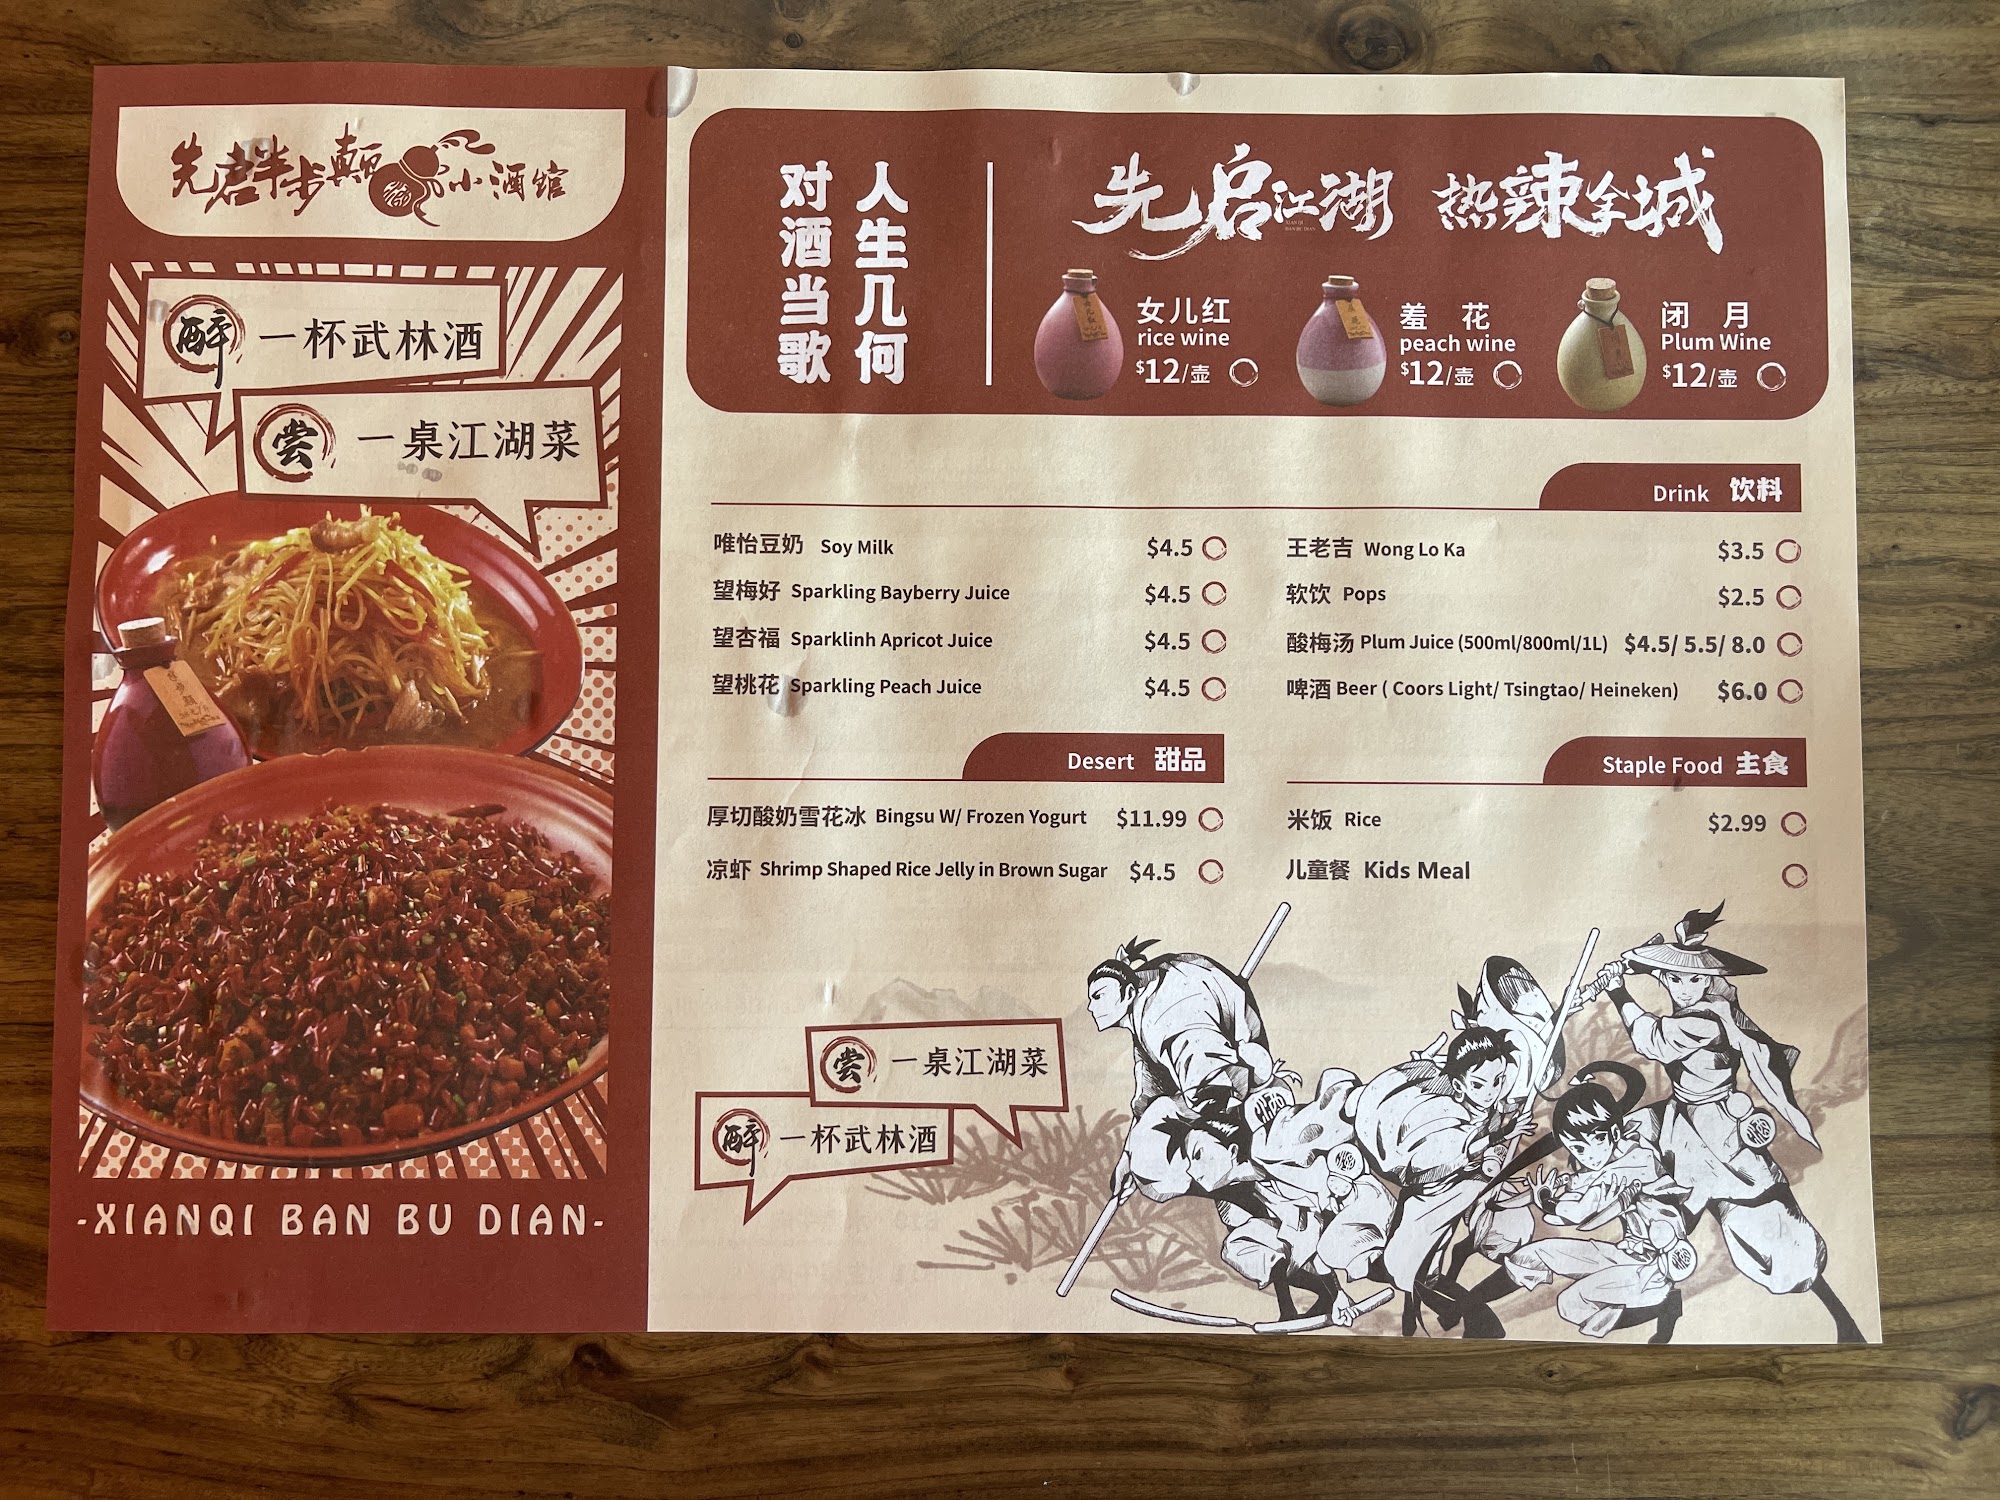 先启半步颠小酒馆
醉 一杯武林酒
尝 一桌江湖菜
-XIANQI BAN BU DIAN-
人生几何
对酒当歌
先启江湖 热辣全城
女儿红
rice wine
$12/壶
羞花
peach wine
$12/壶
闭月
Plum Wine
$12/壶
Drink 饮料
唯怡豆奶 Soy Milk $4.5
望梅好 Sparkling Bayberry Juice $4.5
望杏福 Sparklinh Apricot Juice $4.5
望桃花 Sparkling Peach Juice $4.5
王老吉 Wong Lo Ka $3.5
软饮 Pops $2.5
酸梅汤 Plum Juice (500ml/800ml/1L) $4.5/ 5.5/ 8.0
啤酒 Beer ( Coors Light/ Tsingtao/ Heineken) $6.0
Desert 甜品
厚切酸奶雪花冰 Bingsu W/ Frozen Yogurt $11.99
凉虾 Shrimp Shaped Rice Jelly in Brown Sugar $4.5
Staple Food 主食
米饭 Rice $2.99
儿童餐 Kids Meal
尝 一桌江湖菜
醉 一杯武林酒